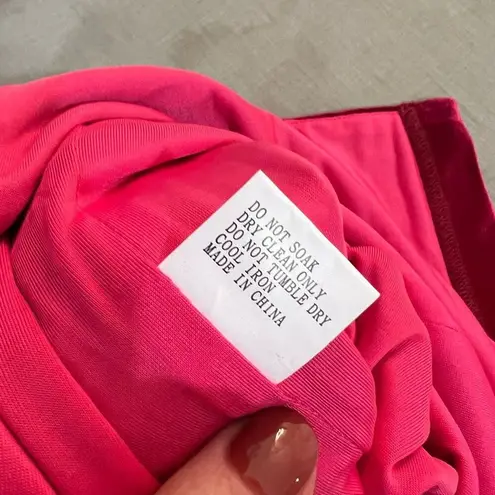 DO NOT SOAK
DRY CLEAN ONLY
DO NOT TUMBLE DRY
COOL IRON
MADE IN CHINA